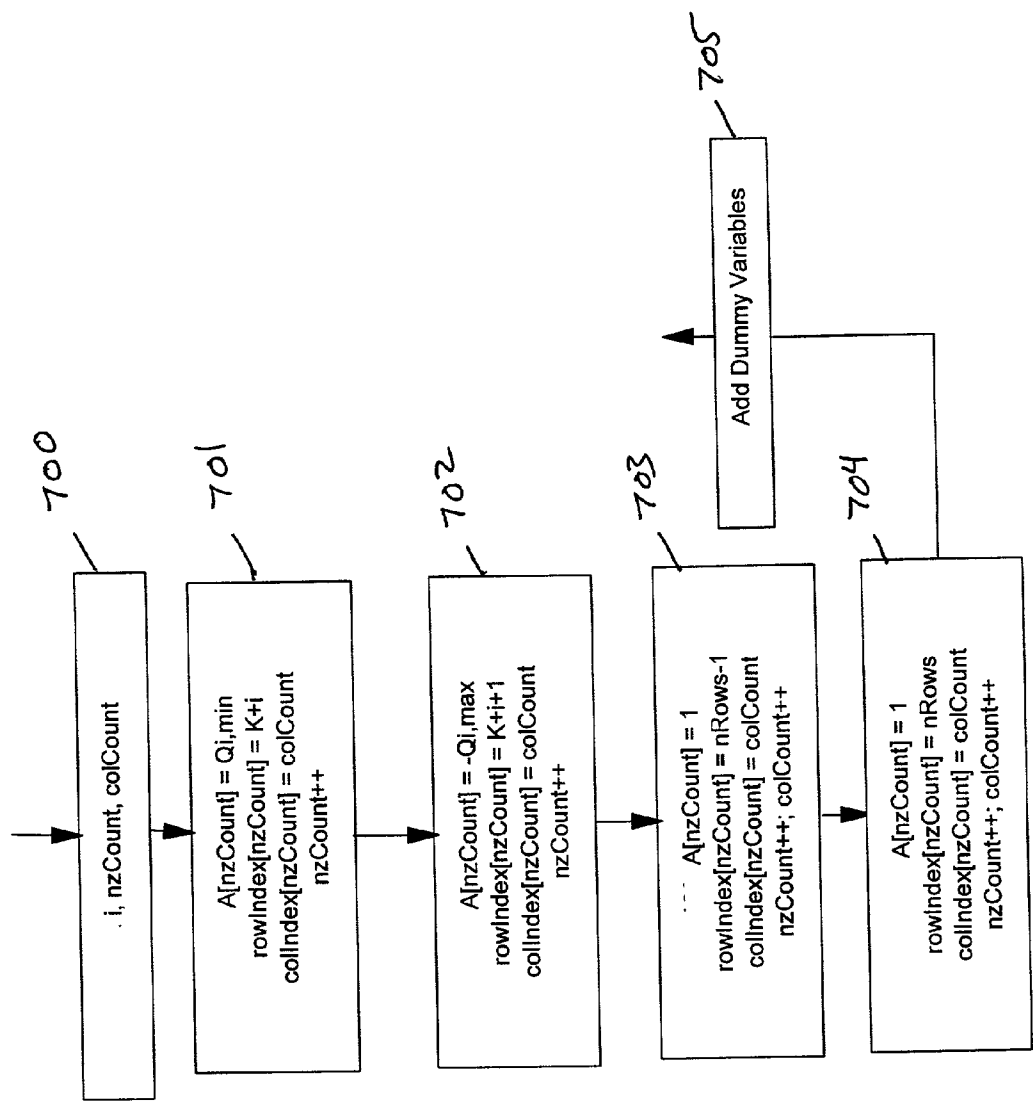 700
. i, nzCount, colCount
701
A[nzCount] = Qi,min
rowIndex[nzCount] = K+i
colIndex[nzCount] = colCount
nzCount++
702
A[nzCount] = -Qi,max
rowIndex[nzCount] = K+i+1
colIndex[nzCount] = colCount
nzCount++
703
A[nzCount] = 1
rowIndex[nzCount] = nRows-1
colIndex[nzCount] = colCount
nzCount++; colCount++
704
A[nzCount] = 1
rowIndex[nzCount] = nRows
colIndex[nzCount] = colCount
nzCount++; colCount++
705
Add Dummy Variables